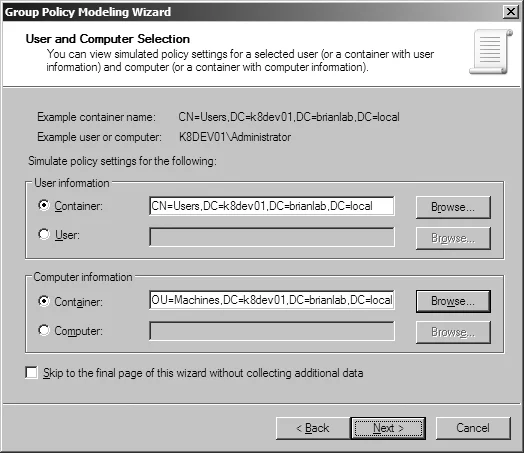 Group Policy Modeling Wizard
User and Computer Selection
You can view simulated policy settings for a selected user (or a container with user
information) and computer (or a container with computer information).
Example container name: CN=Users,DC=k8dev01,DC=brianlab,DC=local
Example user or computer: K8DEV01\Administrator
Simulate policy settings for the following:
User information
Container: CN=Users,DC=k8dev01,DC=brianlab,DC=local Browse...
User: Browse...
Computer information
Container: OU=Machines,DC=k8dev01,DC=brianlab,DC=local Browse...
Computer: Browse...
Skip to the final page of this wizard without collecting additional data
< Back Next > Cancel